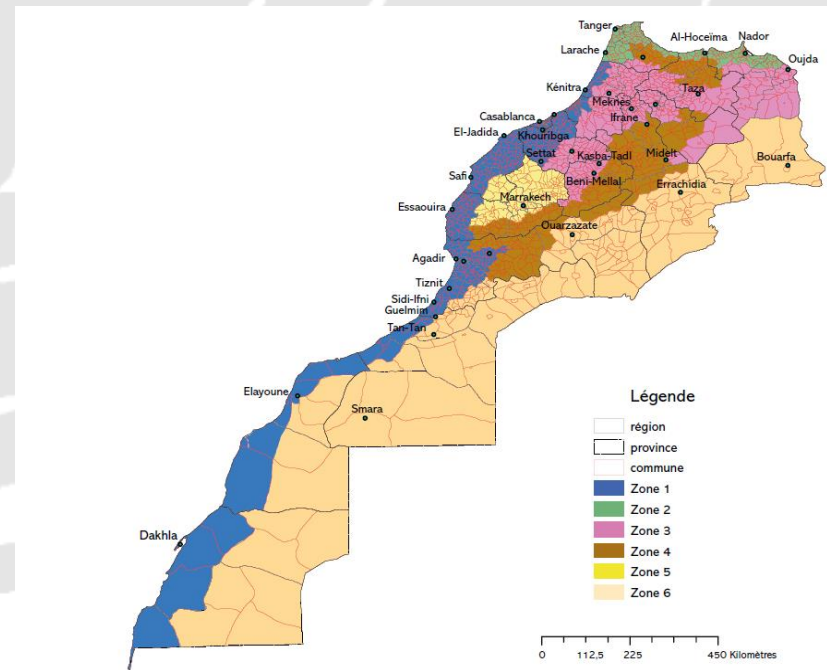 Tanger
Al-Hoceïma
Nador
Larache
Oujda
Kénitra
Taza
Meknès
Casablanca
Ifrane
El-Jadida
Khouribga
Settat
Kasba-Tadl
Midelt
Bouarfa
Safi
Beni-Mellal
Errachidia
Marrakech
Essaouira
Ouarzazate
Agadir
Tiznit
Sidi-Ifni
Guelmim
Tan-Tan
Elayoune
Smara
Dakhla
Légende
région
province
commune
Zone 1
Zone 2
Zone 3
Zone 4
Zone 5
Zone 6
0 112,5 225 450 Kilomètres